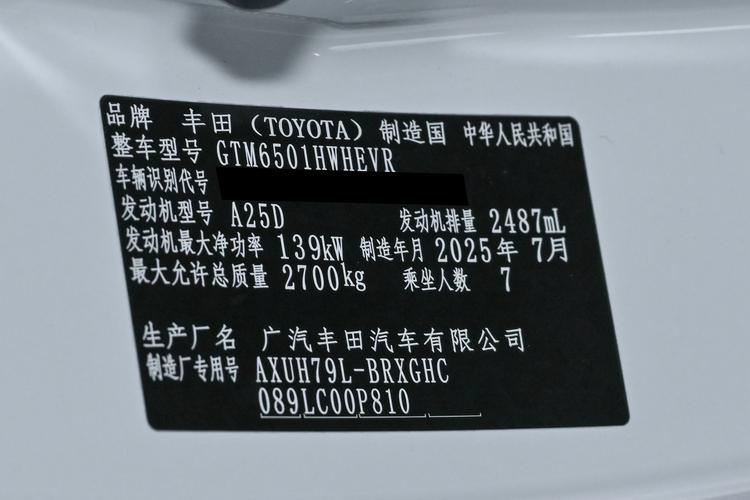 品牌 丰田（TOYOTA）制造国 中华人民共和国
整车型号 GTM6501HWHEVR
车辆识别代号
发动机型号 A25D 发动机排量 2487mL
发动机最大净功率 139kW 制造年月 2025年 7月
最大允许总质量 2700kg 乘坐人数 7
生产厂名 广汽丰田汽车有限公司
制造厂专用号 AXUH79L-BRXGHC
089LC00P810